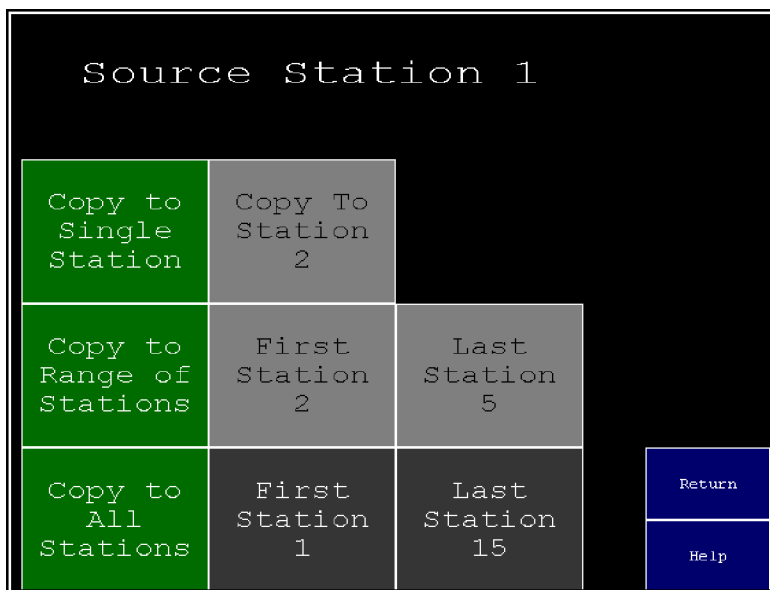 Source Station 1
Copy to
Single
Station
Copy To
Station
2
Copy to
Range of
Stations
First
Station
2
Last
Station
5
Copy to
All
Stations
First
Station
1
Last
Station
15
Return
Help